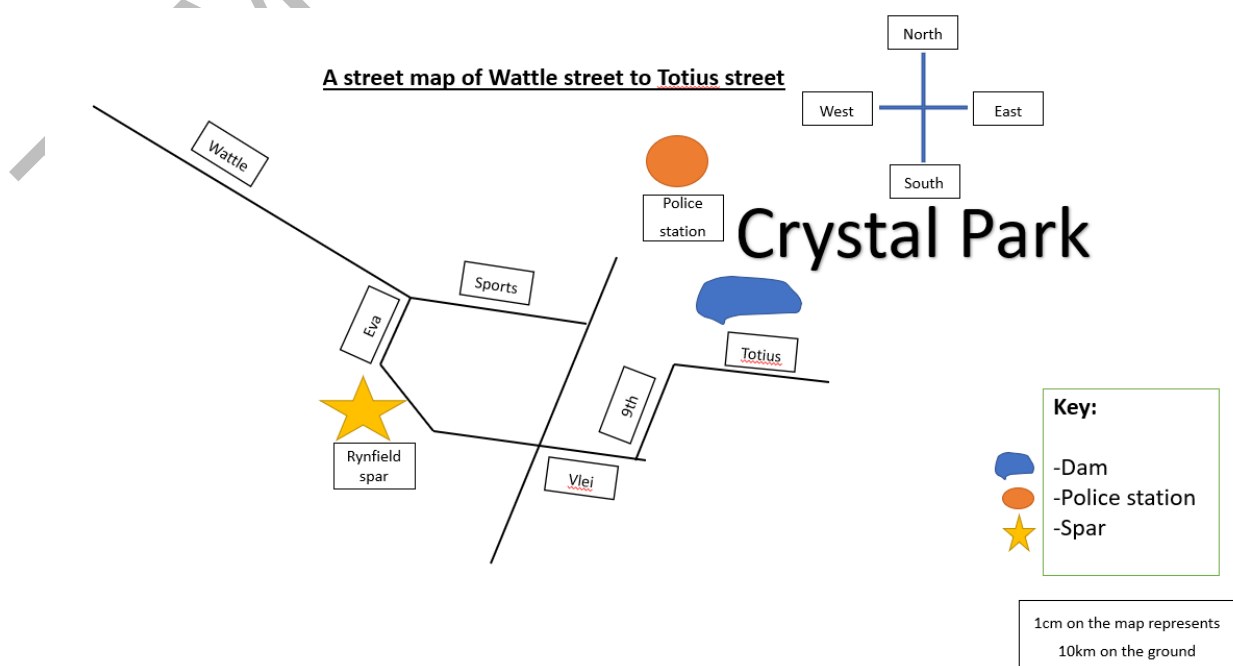 North
A street map of Wattle street to Totius street
West
East
Wattle
South
Police
station
Crystal Park
Sports
Eva
Totius
9th
Key:
Rynfield
spar
-Dam
Vlei
-Police station
-Spar
1cm on the map represents
10km on the ground